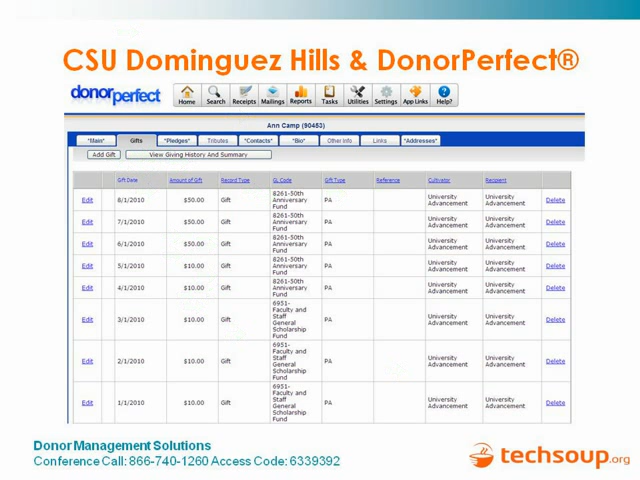 CSU Dominguez Hills & DonorPerfect®
donorperfect
Home Search Receipts Mailings Reports Tasks Utilities Settings App Links Help?
Ann Camp (90453)
*Main* Gifts *Pledges* Tributes *Contacts* *Bio* Other Info Links *Addresses*
Add Gift View Giving History And Summary
Gift Date Amount of Gift Record Type GL Code Gift Type Reference Cultivator Recipient
Edit 8/1/2010 $50.00 Gift 8261-50th Anniversary Fund PA University Advancement University Advancement Delete
Edit 7/1/2010 $50.00 Gift 8261-50th Anniversary Fund PA University Advancement University Advancement Delete
Edit 6/1/2010 $50.00 Gift 8261-50th Anniversary Fund PA University Advancement University Advancement Delete
Edit 5/1/2010 $10.00 Gift 8261-50th Anniversary Fund PA University Advancement University Advancement Delete
Edit 4/1/2010 $10.00 Gift 8261-50th Anniversary Fund PA University Advancement University Advancement Delete
Edit 3/1/2010 $10.00 Gift 6951-Faculty and Staff General Scholarship Fund PA University Advancement University Advancement Delete
Edit 2/1/2010 $10.00 Gift 6951-Faculty and Staff General Scholarship Fund PA University Advancement University Advancement Delete
Edit 1/1/2010 $10.00 Gift 6951-Faculty and Staff General Scholarship Fund PA University Advancement University Advancement Delete
Donor Management Solutions
Conference Call: 866-740-1260 Access Code: 6339392
techsoup.org